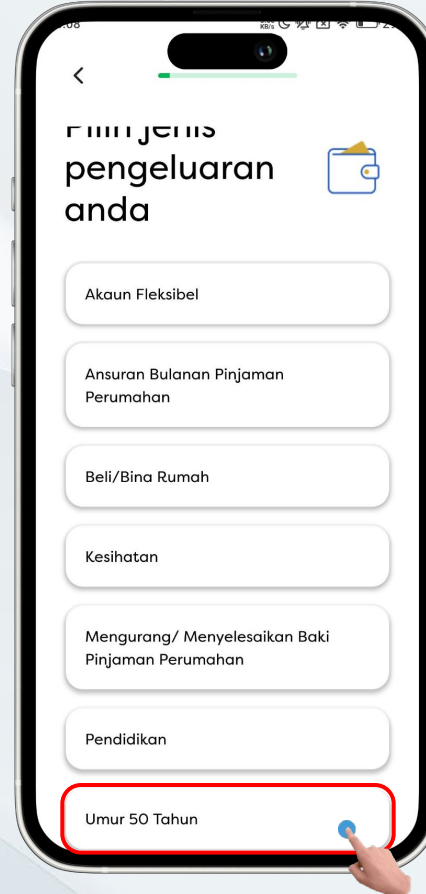 pengeluaran
anda
Akaun Fleksibel
Ansuran Bulanan Pinjaman
Perumahan
Beli/Bina Rumah
Kesihatan
Mengurang/ Menyelesaikan Baki
Pinjaman Perumahan
Pendidikan
Umur 50 Tahun